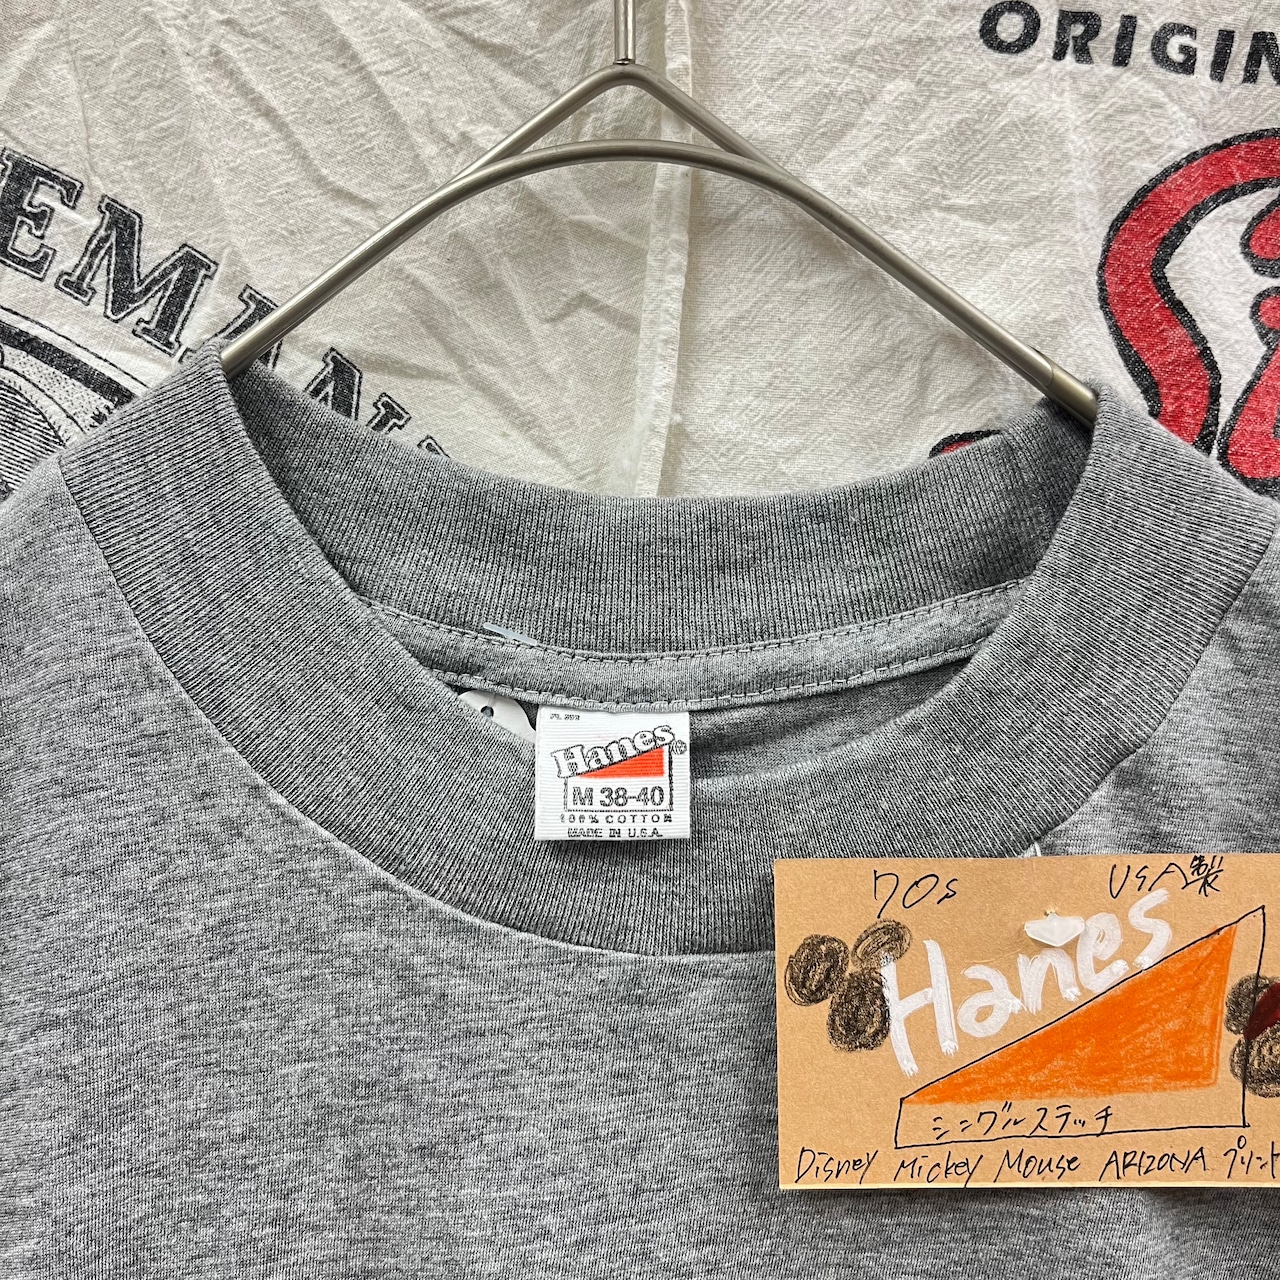 ORIGIN
EMAN
Hanes®
M 38-40
100% COTTON
MADE IN U.S.A.
70s USA製
Hanes
シングルステッチ
Disney Mickey Mouse ARIZONA プリント